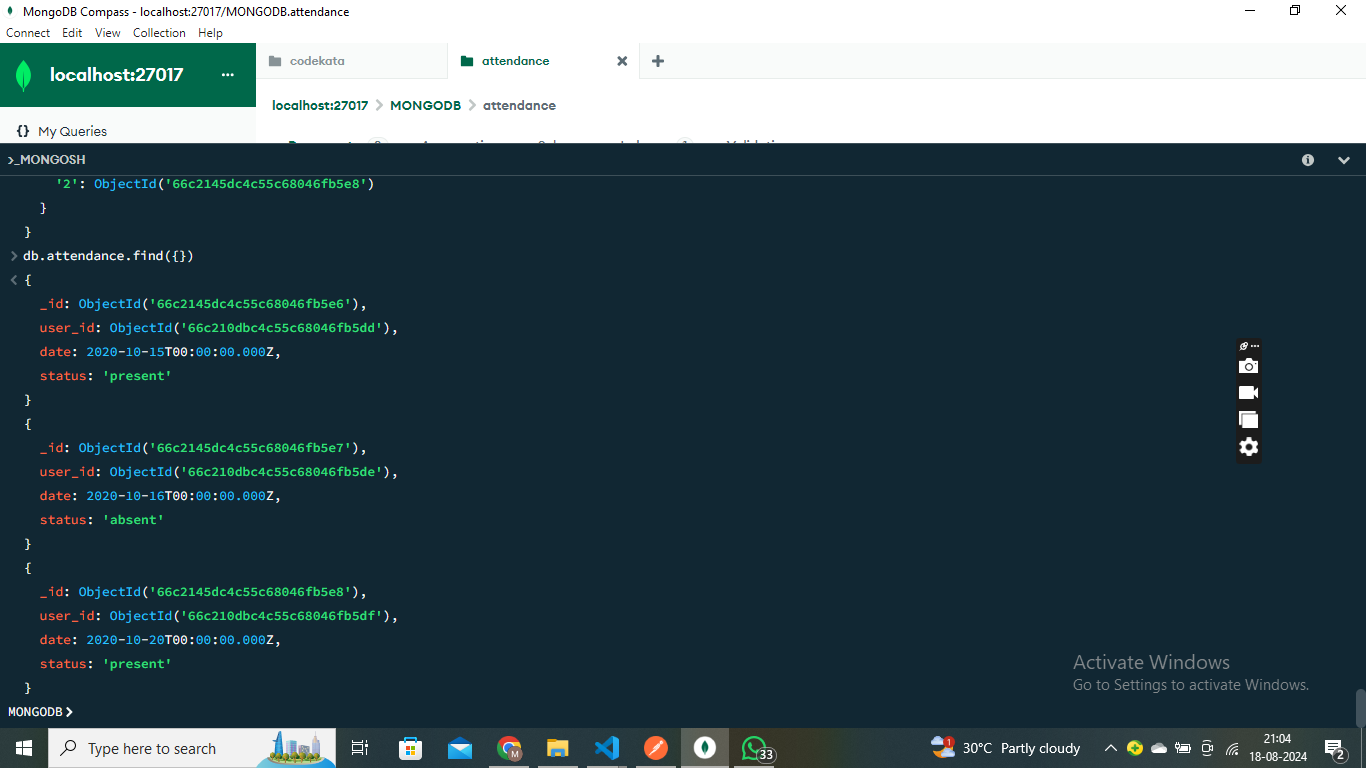 MongoDB Compass - localhost:27017/MONGODB.attendance
Connect Edit View Collection Help
localhost:27017 ...
codekata
attendance
localhost:27017 > MONGODB > attendance
{} My Queries
>_MONGOSH
'2': ObjectId('66c2145dc4c55c68046fb5e8')
}
}
> db.attendance.find({})
< {
_id: ObjectId('66c2145dc4c55c68046fb5e6'),
user_id: ObjectId('66c210dbc4c55c68046fb5dd'),
date: 2020-10-15T00:00:00.000Z,
status: 'present'
}
{
_id: ObjectId('66c2145dc4c55c68046fb5e7'),
user_id: ObjectId('66c210dbc4c55c68046fb5de'),
date: 2020-10-16T00:00:00.000Z,
status: 'absent'
}
{
_id: ObjectId('66c2145dc4c55c68046fb5e8'),
user_id: ObjectId('66c210dbc4c55c68046fb5df'),
date: 2020-10-20T00:00:00.000Z,
status: 'present'
}
MONGODB>
Activate Windows
Go to Settings to activate Windows.
Type here to search
M
33
1
30°C Partly cloudy
21:04
18-08-2024
2